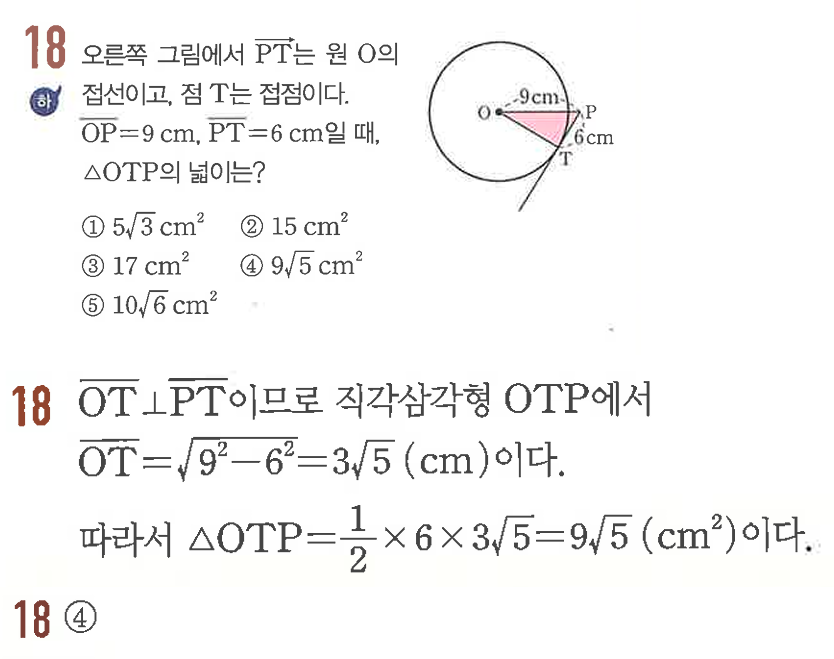 18 오른쪽 그림에서 PT는 원 O의
하 접선이고, 점 T는 접점이다.
OP=9 cm, PT=6 cm일 때,
△OTP의 넓이는?
① 5√3 cm² ② 15 cm²
③ 17 cm² ④ 9√5 cm²
⑤ 10√6 cm²
O 9cm P
6cm
T
18 OT⊥PT이므로 직각삼각형 OTP에서
OT=√(9²-6²)=3√5 (cm)이다.
따라서 △OTP=1/2×6×3√5=9√5 (cm²)이다.
18 ④